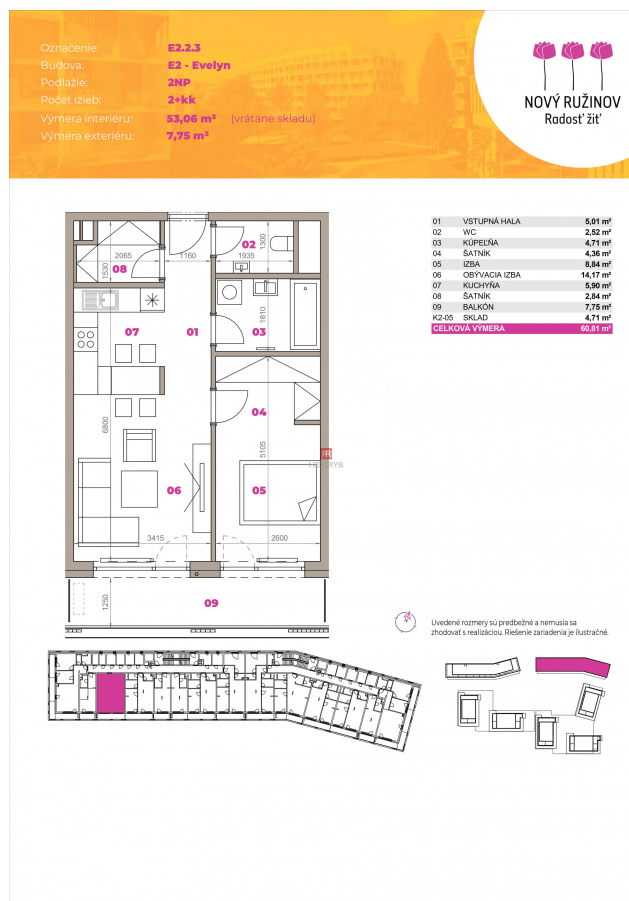 Označenie: E2.2.3
Budova: E2 - Evelyn
Podlažie: 2NP
Počet izieb: 2+kk
Výmera interiéru: 53,06 m² (vrátane skladu)
Výmera exteriéru: 7,75 m²
NOVÝ RUŽINOV
Radosť žiť
01 VSTUPNÁ HALA 5,01 m²
02 WC 2,52 m²
03 KÚPEĽŇA 4,71 m²
04 ŠATNÍK 4,36 m²
05 IZBA 8,84 m²
06 OBÝVACIA IZBA 14,17 m²
07 KUCHYŇA 5,90 m²
08 ŠATNÍK 2,84 m²
09 BALKÓN 7,75 m²
K2-05 SKLAD 4,71 m²
CELKOVÁ VÝMERA 60,81 m²
02
1300
2065
1160
1935
08
1530
07
01
03
1810
04
6800
5105
06
05
3415
2600
09
1250
Uvedené rozmery sú predbežné a nemusia sa
zhodovať s realizáciou. Riešenie zariadenia je ilustračné.